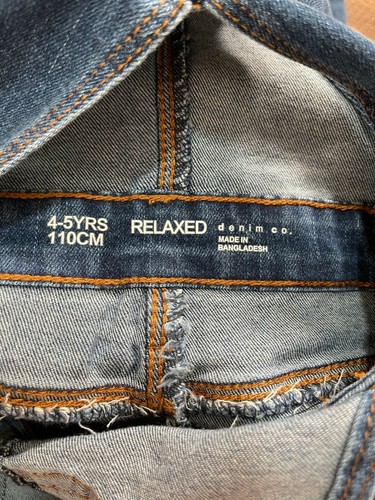 4-5YRS
110CM
RELAXED
denim co.
MADE IN
BANGLADESH